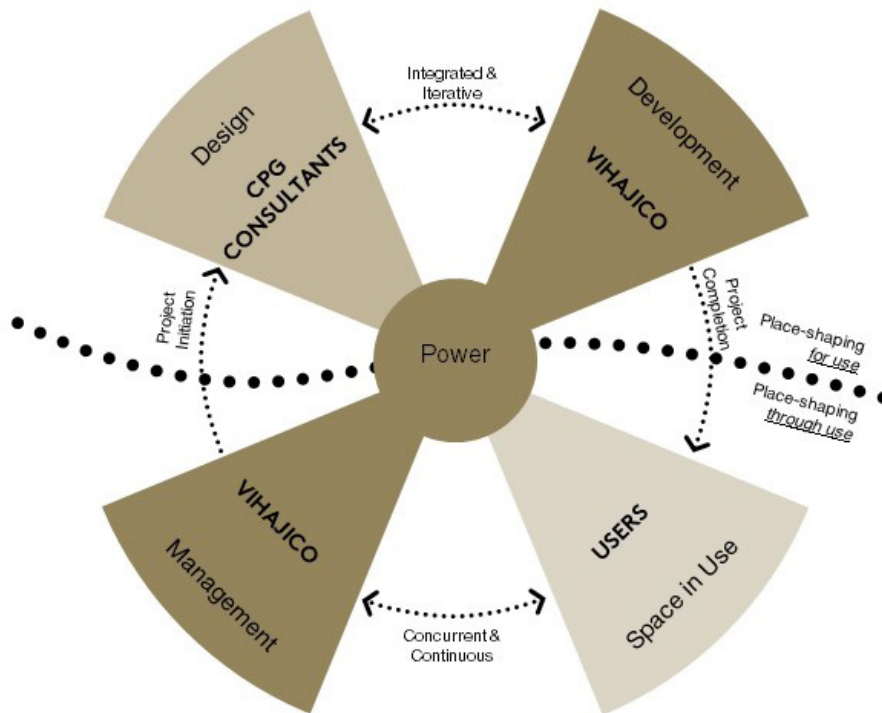 Integrated &
Iterative
Design
CPG
CONSULTANTS
Development
VIHAJICO
Project
Initiation
Project
Completion
Power
Place-shaping
for use
Place-shaping
through use
VIHAJICO
Management
USERS
Space in Use
Concurrent &
Continuous